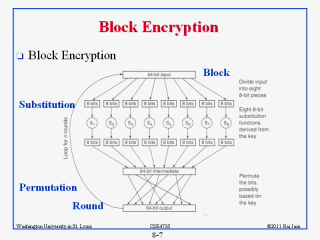 Block Encryption
Block Encryption
64-bit input
Block
Divide input
into eight
8-bit pieces
8 bits 8 bits 8 bits 8 bits 8 bits 8 bits 8 bits 8 bits
Substitution
Eight 8-bit
substitution
functions
derived from
the key
S1 S2 S3 S4 S5 S6 S7 S8
Loop for n rounds
8 bits 8 bits 8 bits 8 bits 8 bits 8 bits 8 bits 8 bits
64-bit intermediate
Permutation
Permute
the bits,
possibly
based on
the key
Round
64-bit output
Washington University in St. Louis
©2011 Raj Jain
8-7